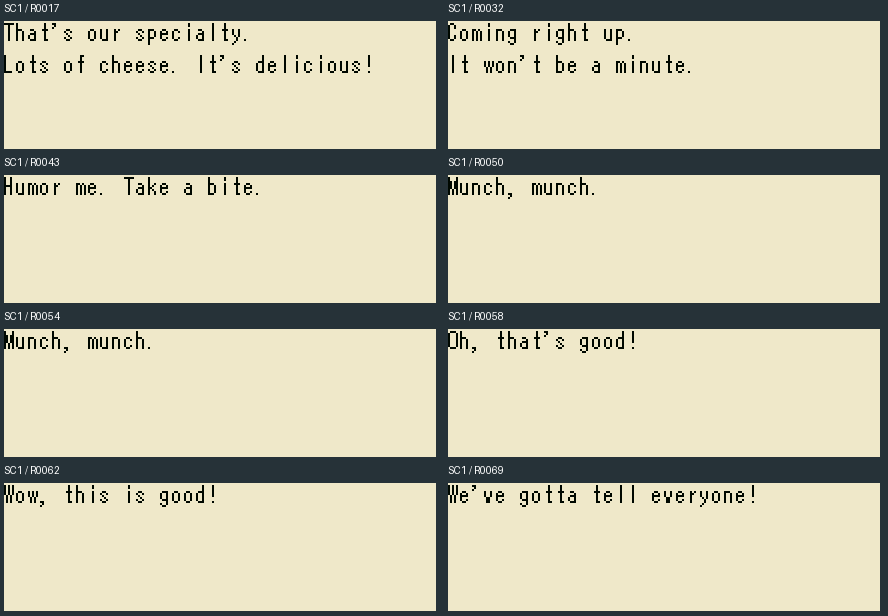 SC1/R0017
That's our specialty.
Lots of cheese. It's delicious!
SC1/R0032
Coming right up.
It won't be a minute.
SC1/R0043
Humor me. Take a bite.
SC1/R0050
Munch, munch.
SC1/R0054
Munch, munch.
SC1/R0058
Oh, that's good!
SC1/R0062
Wow, this is good!
SC1/R0069
We've gotta tell everyone!